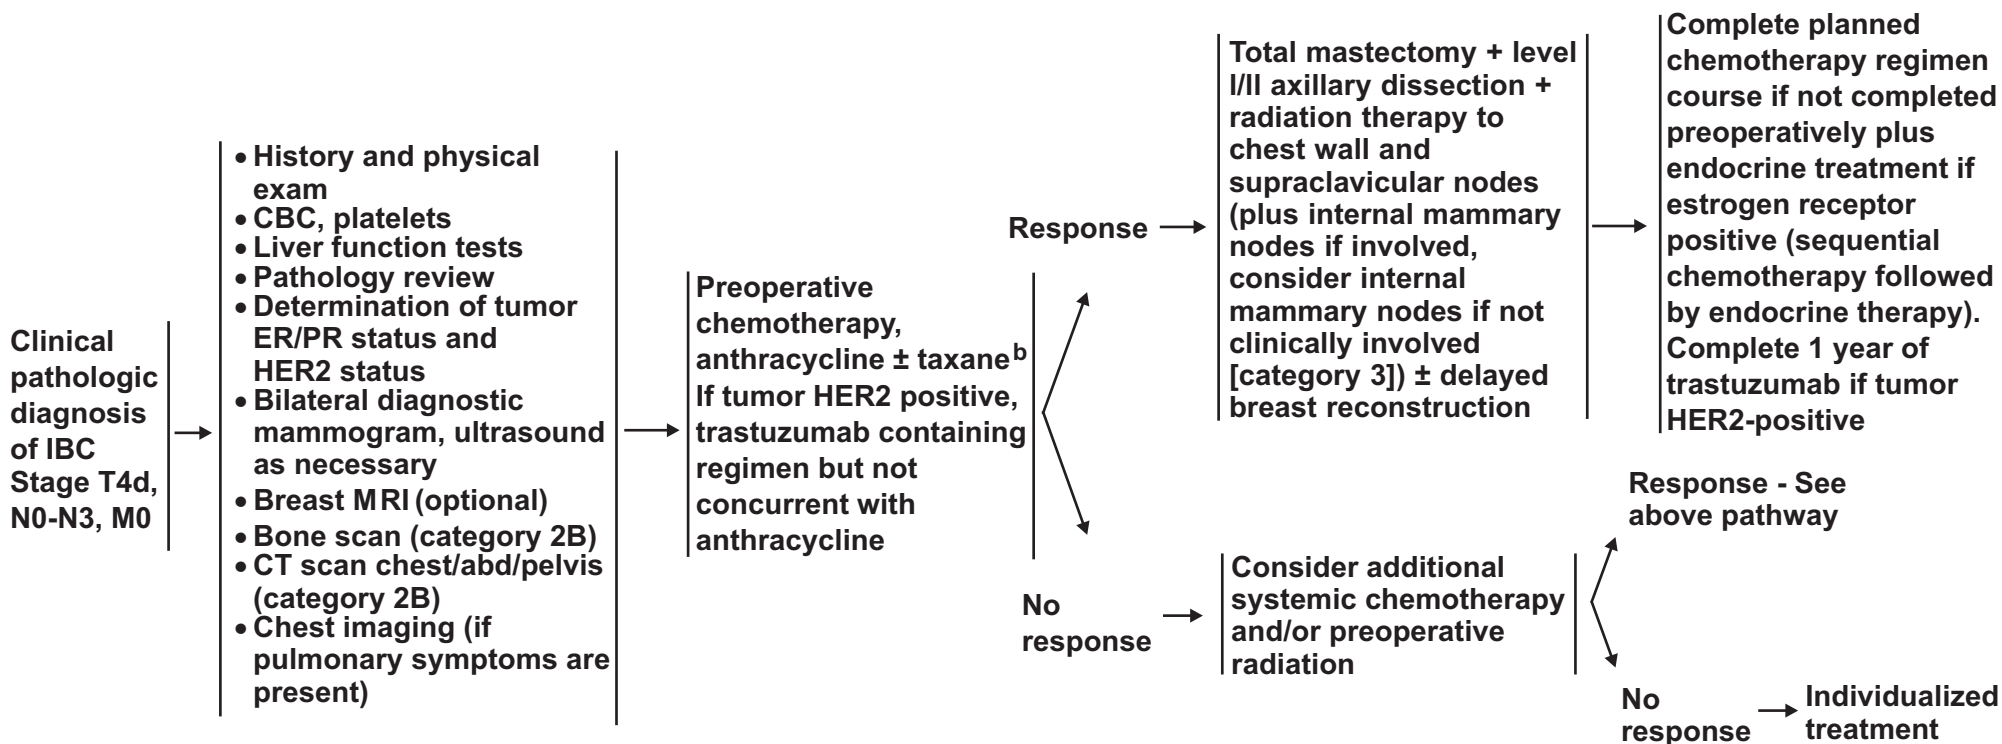 Clinical
pathologic
diagnosis
of IBC
Stage T4d,
N0-N3, M0
• History and physical
exam
• CBC, platelets
• Liver function tests
• Pathology review
• Determination of tumor
ER/PR status and
HER2 status
• Bilateral diagnostic
mammogram, ultrasound
as necessary
• Breast MRI (optional)
• Bone scan (category 2B)
• CT scan chest/abd/pelvis
(category 2B)
• Chest imaging (if
pulmonary symptoms are
present)
Preoperative
chemotherapy,
anthracycline ± taxane b
If tumor HER2 positive,
trastuzumab containing
regimen but not
concurrent with
anthracycline
Response
Total mastectomy + level
I/II axillary dissection +
radiation therapy to
chest wall and
supraclavicular nodes
(plus internal mammary
nodes if involved,
consider internal
mammary nodes if not
clinically involved
[category 3]) ± delayed
breast reconstruction
Complete planned
chemotherapy regimen
course if not completed
preoperatively plus
endocrine treatment if
estrogen receptor
positive (sequential
chemotherapy followed
by endocrine therapy).
Complete 1 year of
trastuzumab if tumor
HER2-positive
No
response
Consider additional
systemic chemotherapy
and/or preoperative
radiation
Response - See
above pathway
No
response
Individualized
treatment